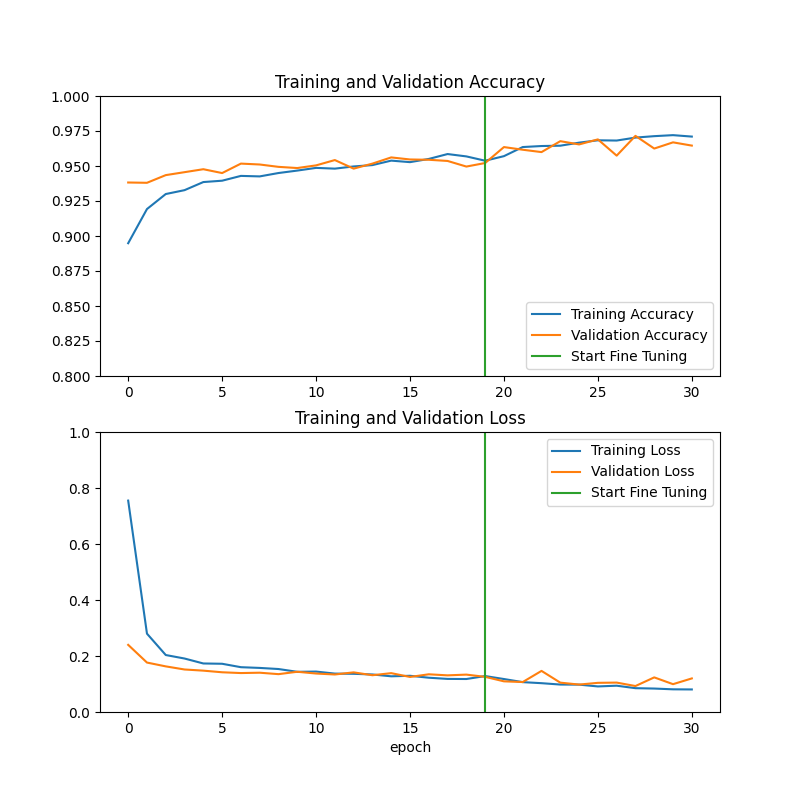 Training and Validation Accuracy
1.000
0.975
0.950
0.925
0.900
0.875
0.850
0.825
0.800
Training Accuracy
Validation Accuracy
Start Fine Tuning
0 5 10 15 20 25 30
Training and Validation Loss
1.0
0.8
0.6
0.4
0.2
0.0
Training Loss
Validation Loss
Start Fine Tuning
0 5 10 15 20 25 30
epoch